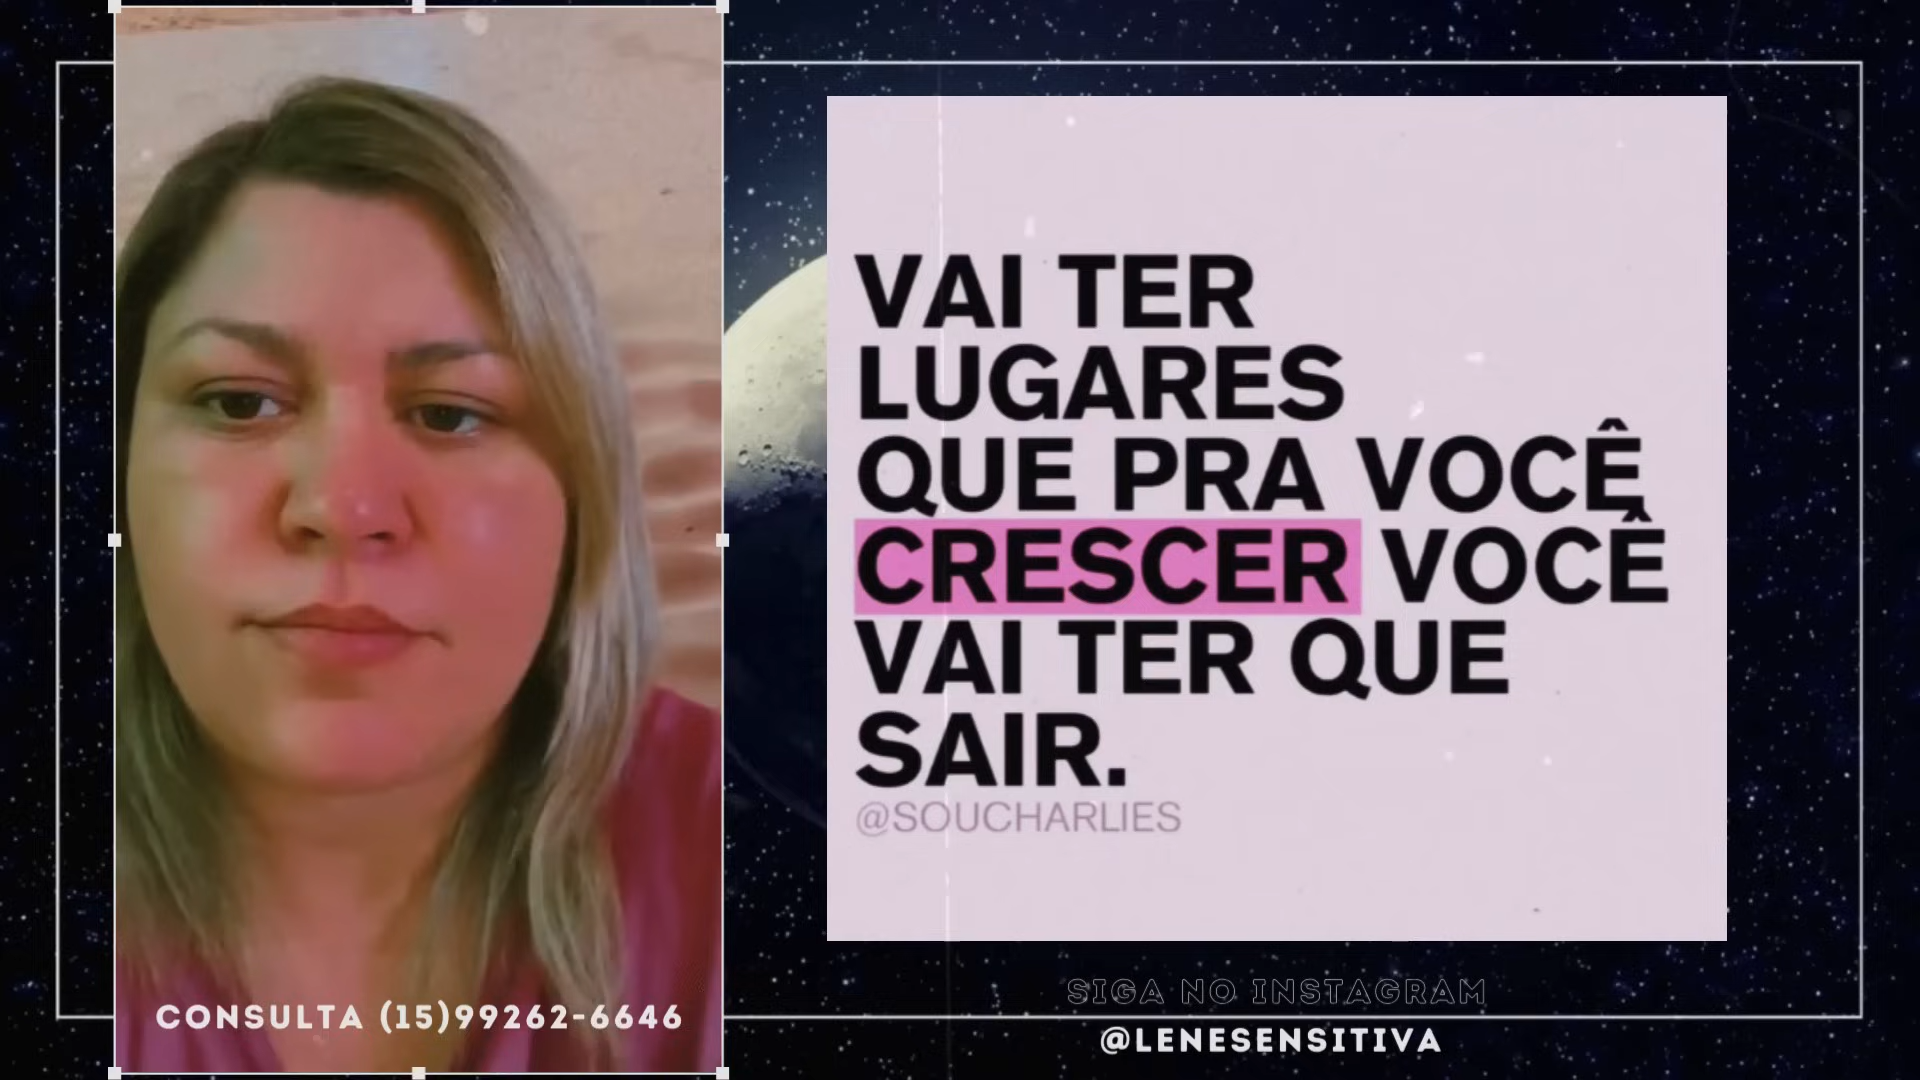 VAI TER
LUGARES
QUE PRA VOCÊ
CRESCER VOCÊ
VAI TER QUE
SAIR.
@SOUCHARLIES
CONSULTA (15)99262-6646
SIGA NO INSTAGRAM
@LENESENSITIVA